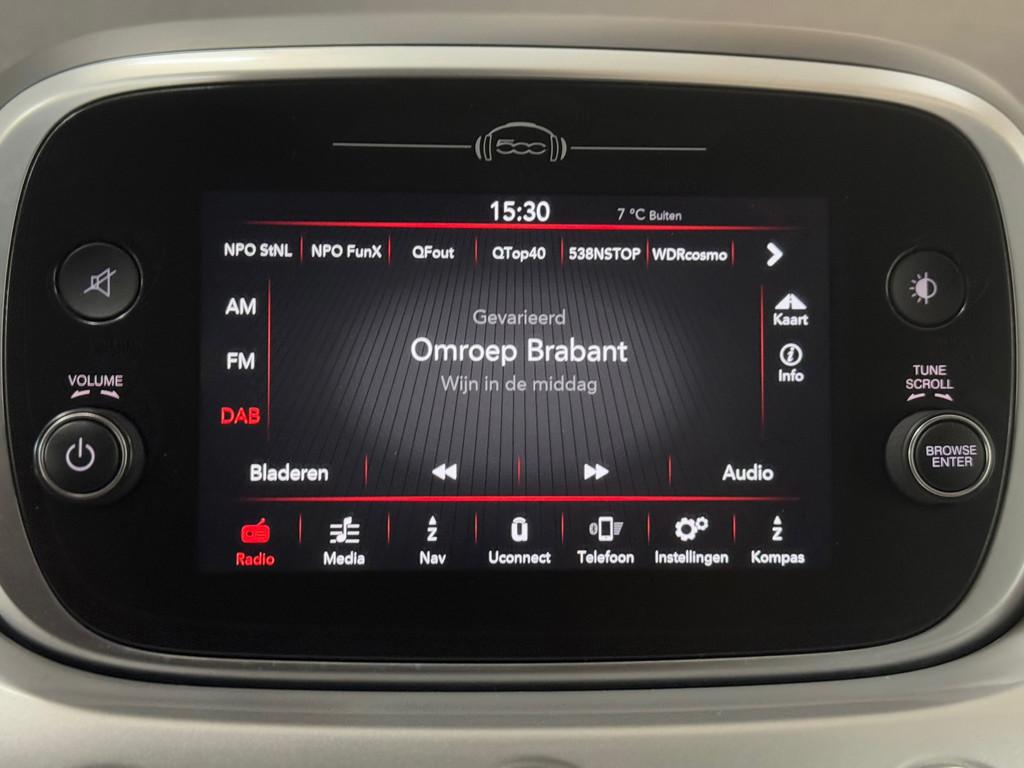 500
15:30 7 °C Buiten
NPO StNL NPO FunX QFout QTop40 538NSTOP WDRcosmo
AM
FM
DAB
Gevarieerd
Omroep Brabant
Wijn in de middag
Kaart
Info
Bladeren Audio
Radio Media Nav Uconnect Telefoon Instellingen Kompas
VOLUME
TUNE
SCROLL
BROWSE
ENTER